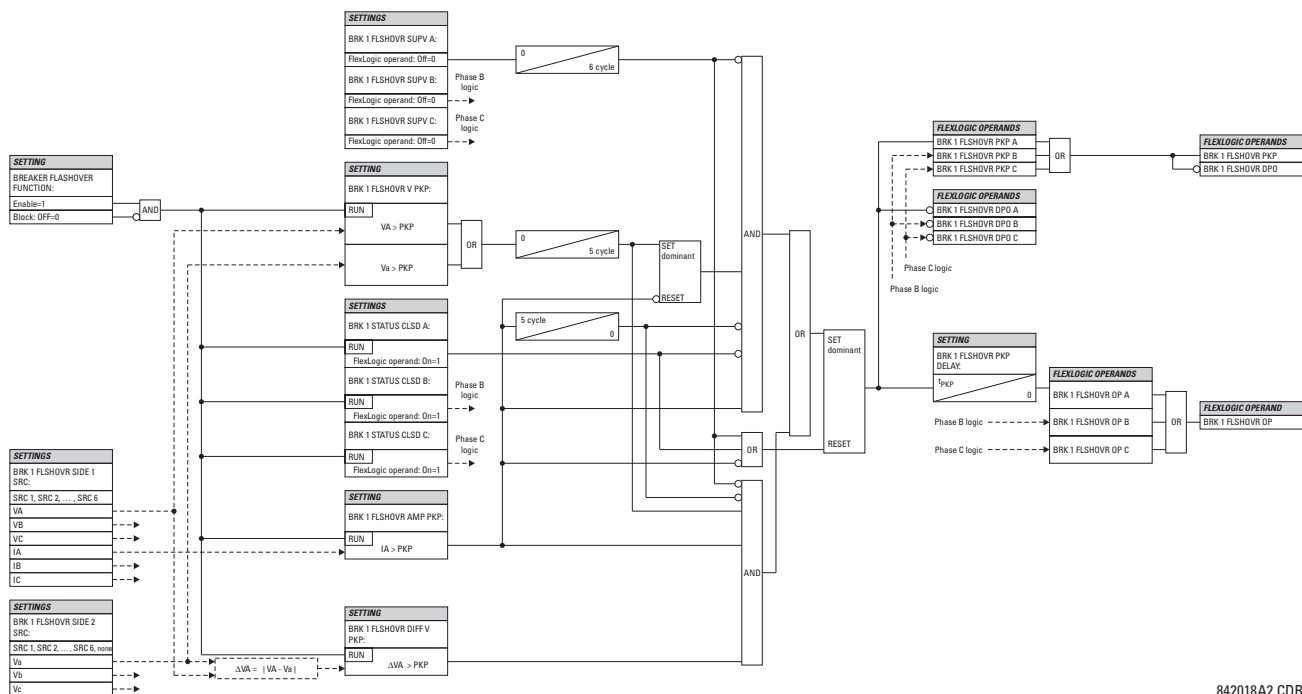 SETTING
BREAKER FLASHOVER
FUNCTION:
Enable=1
Block: OFF=0
AND
SETTINGS
BRK 1 FLSHOVR SIDE 1
SRC:
SRC 1, SRC 2, ... , SRC 6
VA
VB
VC
IA
IB
IC
SETTINGS
BRK 1 FLSHOVR SIDE 2
SRC:
SRC 1, SRC 2, ... , SRC 6, none
Va
Vb
Vc
ΔVA = | VA - Va |
SETTINGS
BRK 1 FLSHOVR SUPV A:
FlexLogic operand: Off=0
BRK 1 FLSHOVR SUPV B:
FlexLogic operand: Off=0
BRK 1 FLSHOVR SUPV C:
FlexLogic operand: Off=0
Phase B
logic
Phase C
logic
SETTING
BRK 1 FLSHOVR V PKP:
RUN
VA > PKP
Va > PKP
OR
SETTINGS
BRK 1 STATUS CLSD A:
RUN
FlexLogic operand: On=1
BRK 1 STATUS CLSD B:
RUN
FlexLogic operand: On=1
BRK 1 STATUS CLSD C:
RUN
FlexLogic operand: On=1
Phase B
logic
Phase C
logic
SETTING
BRK 1 FLSHOVR AMP PKP:
RUN
IA > PKP
SETTING
BRK 1 FLSHOVR DIFF V
PKP:
RUN
ΔVA > PKP
0
6 cycle
0
5 cycle
5 cycle
0
SET
dominant
RESET
AND
OR
AND
OR
SET
dominant
RESET
FLEXLOGIC OPERANDS
BRK 1 FLSHOVR PKP A
BRK 1 FLSHOVR PKP B
BRK 1 FLSHOVR PKP C
OR
FLEXLOGIC OPERANDS
BRK 1 FLSHOVR PKP
BRK 1 FLSHOVR DPO
FLEXLOGIC OPERANDS
BRK 1 FLSHOVR DPO A
BRK 1 FLSHOVR DPO B
BRK 1 FLSHOVR DPO C
Phase C logic
Phase B logic
SETTING
BRK 1 FLSHOVR PKP
DELAY:
tPKP
0
Phase B logic
Phase C logic
FLEXLOGIC OPERANDS
BRK 1 FLSHOVR OP A
BRK 1 FLSHOVR OP B
BRK 1 FLSHOVR OP C
OR
FLEXLOGIC OPERAND
BRK 1 FLSHOVR OP
842018A2.CDR